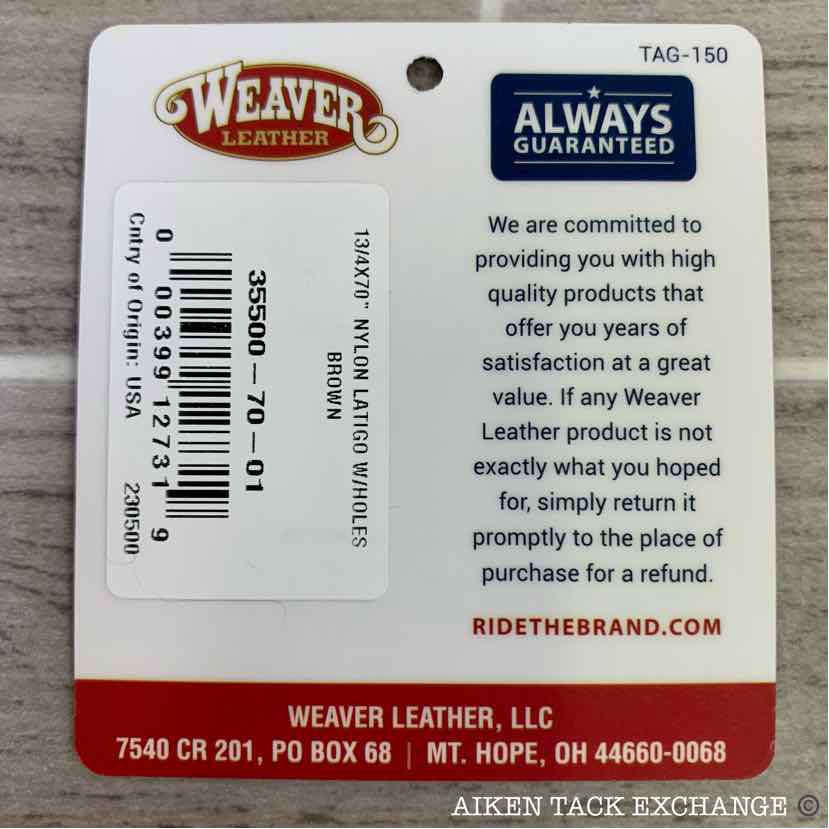 WEAVER
LEATHER
TAG-150
ALWAYS
GUARANTEED
13/4X70" NYLON LATIGO W/HOLES
BROWN
35500-70-01
0 00399 12731 9
Cntry of Origin: USA 230500
We are committed to
providing you with high
quality products that
offer you years of
satisfaction at a great
value. If any Weaver
Leather product is not
exactly what you hoped
for, simply return it
promptly to the place of
purchase for a refund.
RIDETHEBRAND.COM
WEAVER LEATHER, LLC
7540 CR 201, PO BOX 68 | MT. HOPE, OH 44660-0068
AIKEN TACK EXCHANGE ©